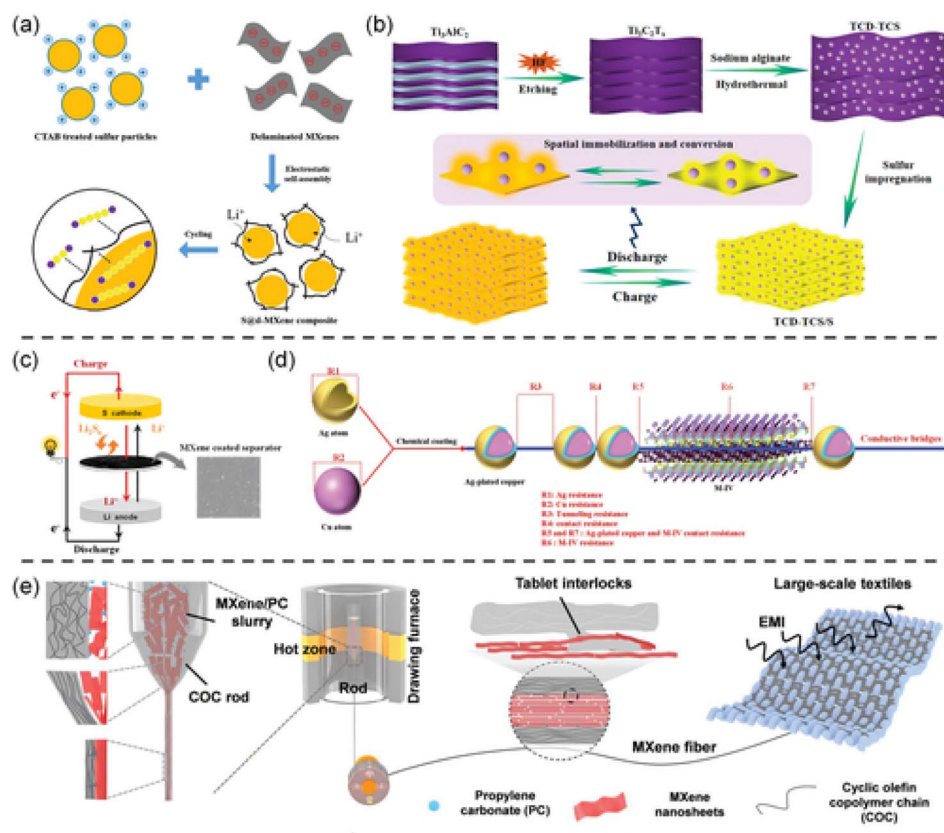 (a)
CTAB treated sulfur particles
Delaminated MXenes
Electrostatic
self-assembly
Li⁺
Li⁺
Cycling
S@d-MXene composite
(b)
Ti₃AlC₂
HF
Etching
Ti₃C₂Tₓ
Sodium alginate
Hydrothermal
TCD-TCS
Spatial immobilization and conversion
Sulfur
impregnation
Discharge
Charge
TCD-TCS/S
(c)
Charge
e⁻
S cathode
Li₂Sₙ
Li⁺
MXene coated separator
Li⁺
Li anode
e⁻
Discharge
(d)
R1
Ag atom
R2
Cu atom
Chemical coating
Ag-plated copper
R3
R4
R5
R6
R7
M-IV
Conductive bridges
R1: Ag resistance
R2: Cu resistance
R3: Tunneling resistance
R4: contact resistance
R5 and R7 : Ag-plated copper and M-IV contact resistance
R6 : M-IV resistance
(e)
MXene/PC
slurry
COC rod
Hot zone
Rod
Drawing furnace
Tablet interlocks
MXene fiber
Large-scale textiles
EMI
Propylene
carbonate (PC)
MXene
nanosheets
Cyclic olefin
copolymer chain
(COC)